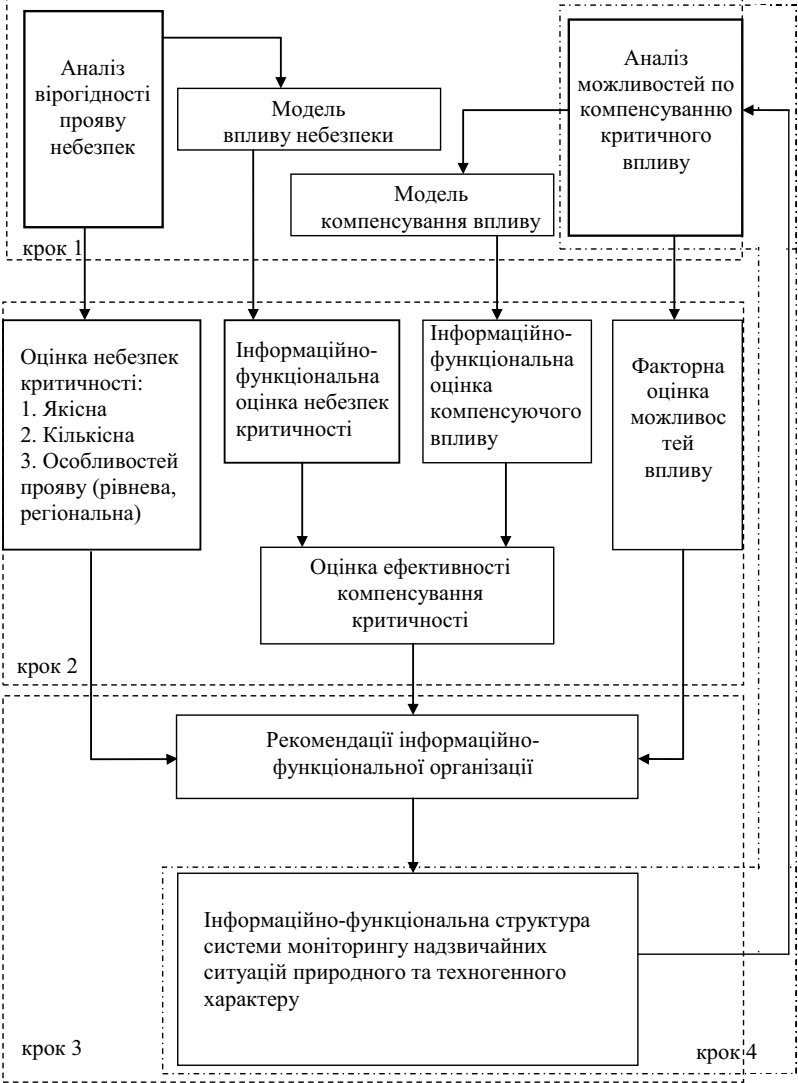 Аналіз
вірогідності
прояву
небезпек
Модель
впливу небезпеки
Аналіз
можливостей по
компенсуванню
критичного
впливу
Модель
компенсування впливу
крок 1
Оцінка небезпек
критичності:
1. Якісна
2. Кількісна
3. Особливостей
прояву (рівнева,
регіональна)
Інформаційно-
функціональна
оцінка небезпек
критичності
Інформаційно-
функціональна
оцінка
компенсуючого
впливу
Факторна
оцінка
можливос
тей
впливу
Оцінка ефективності
компенсування
критичності
крок 2
Рекомендації інформаційно-
функціональної організації
Інформаційно-функціональна структура
системи моніторингу надзвичайних
ситуацій природного та техногенного
характеру
крок 3
крок 4